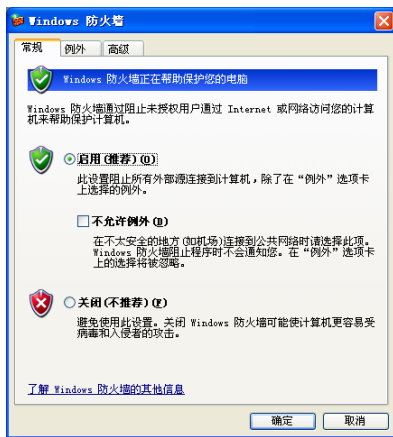 Windows 防火墙
常规 例外 高级
Windows 防火墙正在帮助保护您的电脑
Windows 防火墙通过阻止未授权用户通过 Internet 或网络访问您的计算
机来帮助保护计算机。
启用(推荐)(O)
此设置阻止所有外部源连接到计算机，除了在“例外”选项卡
上选择的例外。
不允许例外(D)
在不太安全的地方(如机场)连接到公共网络时请选择此项。
Windows 防火墙阻止程序时不会通知您。在“例外”选项卡
上的选择将被忽略。
关闭(不推荐)(F)
避免使用此设置。关闭 Windows 防火墙可能使计算机更容易受
病毒和入侵者的攻击。
了解 Windows 防火墙的其他信息
确定 取消